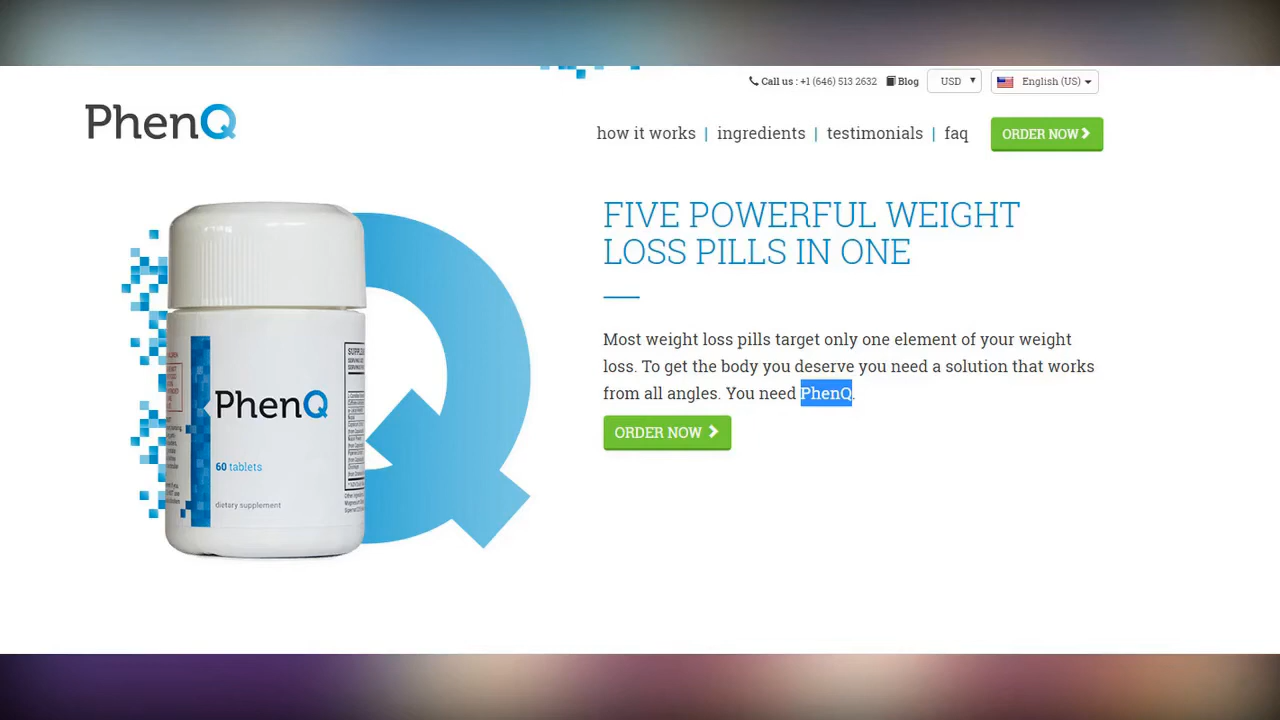 Call us : +1 (646) 513 2632 Blog USD English (US)
PhenQ
how it works | ingredients | testimonials | faq ORDER NOW
FIVE POWERFUL WEIGHT
LOSS PILLS IN ONE
Most weight loss pills target only one element of your weight
loss. To get the body you deserve you need a solution that works
from all angles. You need PhenQ.
ORDER NOW
PhenQ
60 tablets
dietary supplement